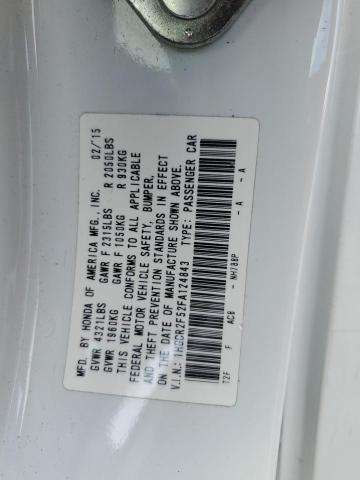 MFD. BY HONDA OF AMERICA MFG., INC. 02/15
GVWR 4321LBS GAWR F 2315LBS R 2050LBS
GVWR 1960KG GAWR F 1050KG R 930KG
THIS VEHICLE CONFORMS TO ALL APPLICABLE
FEDERAL MOTOR VEHICLE SAFETY, BUMPER,
AND THEFT PREVENTION STANDARDS IN EFFECT
ON THE DATE OF MANUFACTURE SHOWN ABOVE.
V.I.N.: 1HGCR2F52FA124843 TYPE: PASSENGER CAR
T2F F ACB - NH788P - A - A